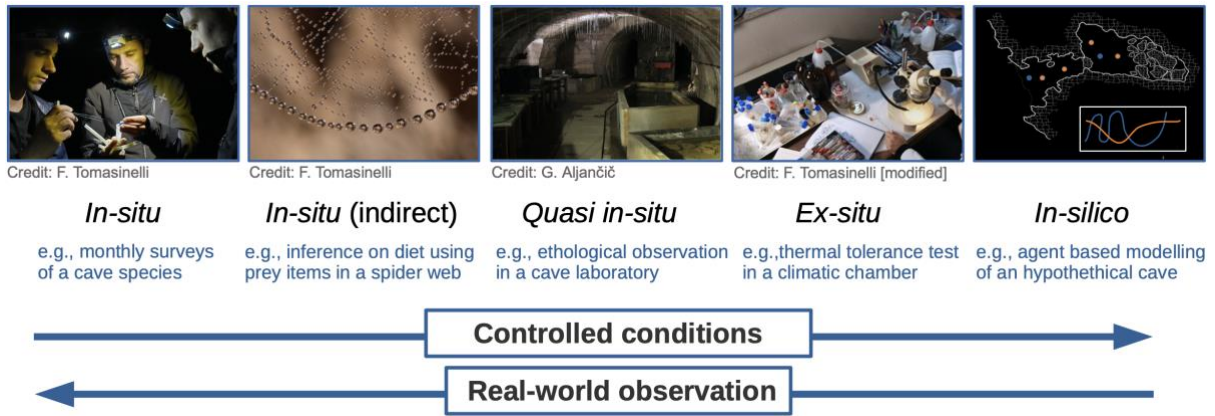 Credit: F. Tomasinelli
Credit: F. Tomasinelli
Credit: G. Aljančič
Credit: F. Tomasinelli [modified]
In-situ
In-situ (indirect)
Quasi in-situ
Ex-situ
In-silico
e.g., monthly surveys
of a cave species
e.g., inference on diet using
prey items in a spider web
e.g., ethological observation
in a cave laboratory
e.g.,thermal tolerance test
in a climatic chamber
e.g., agent based modelling
of an hypothethical cave
Controlled conditions
Real-world observation